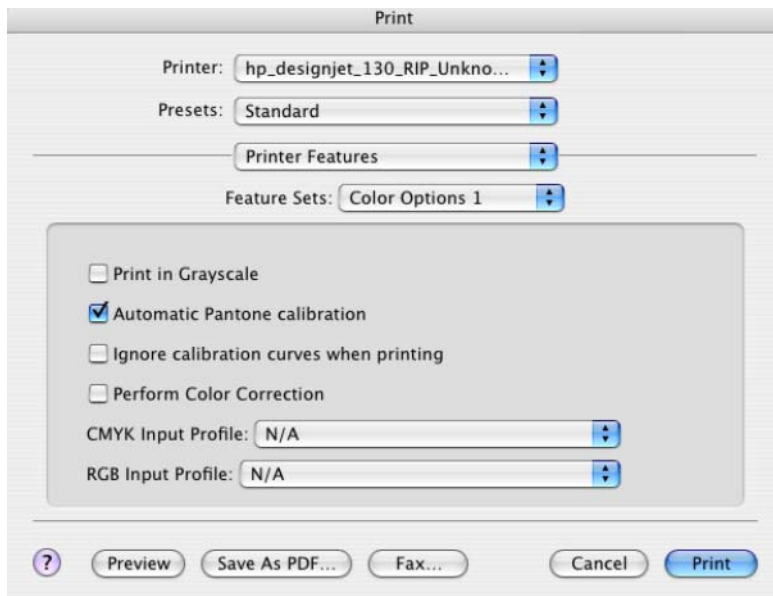 Print
Printer: hp_designjet_130_RIP_Unkno...
Presets: Standard
Printer Features
Feature Sets: Color Options 1
Print in Grayscale
Automatic Pantone calibration
Ignore calibration curves when printing
Perform Color Correction
CMYK Input Profile: N/A
RGB Input Profile: N/A
? Preview Save As PDF... Fax... Cancel Print